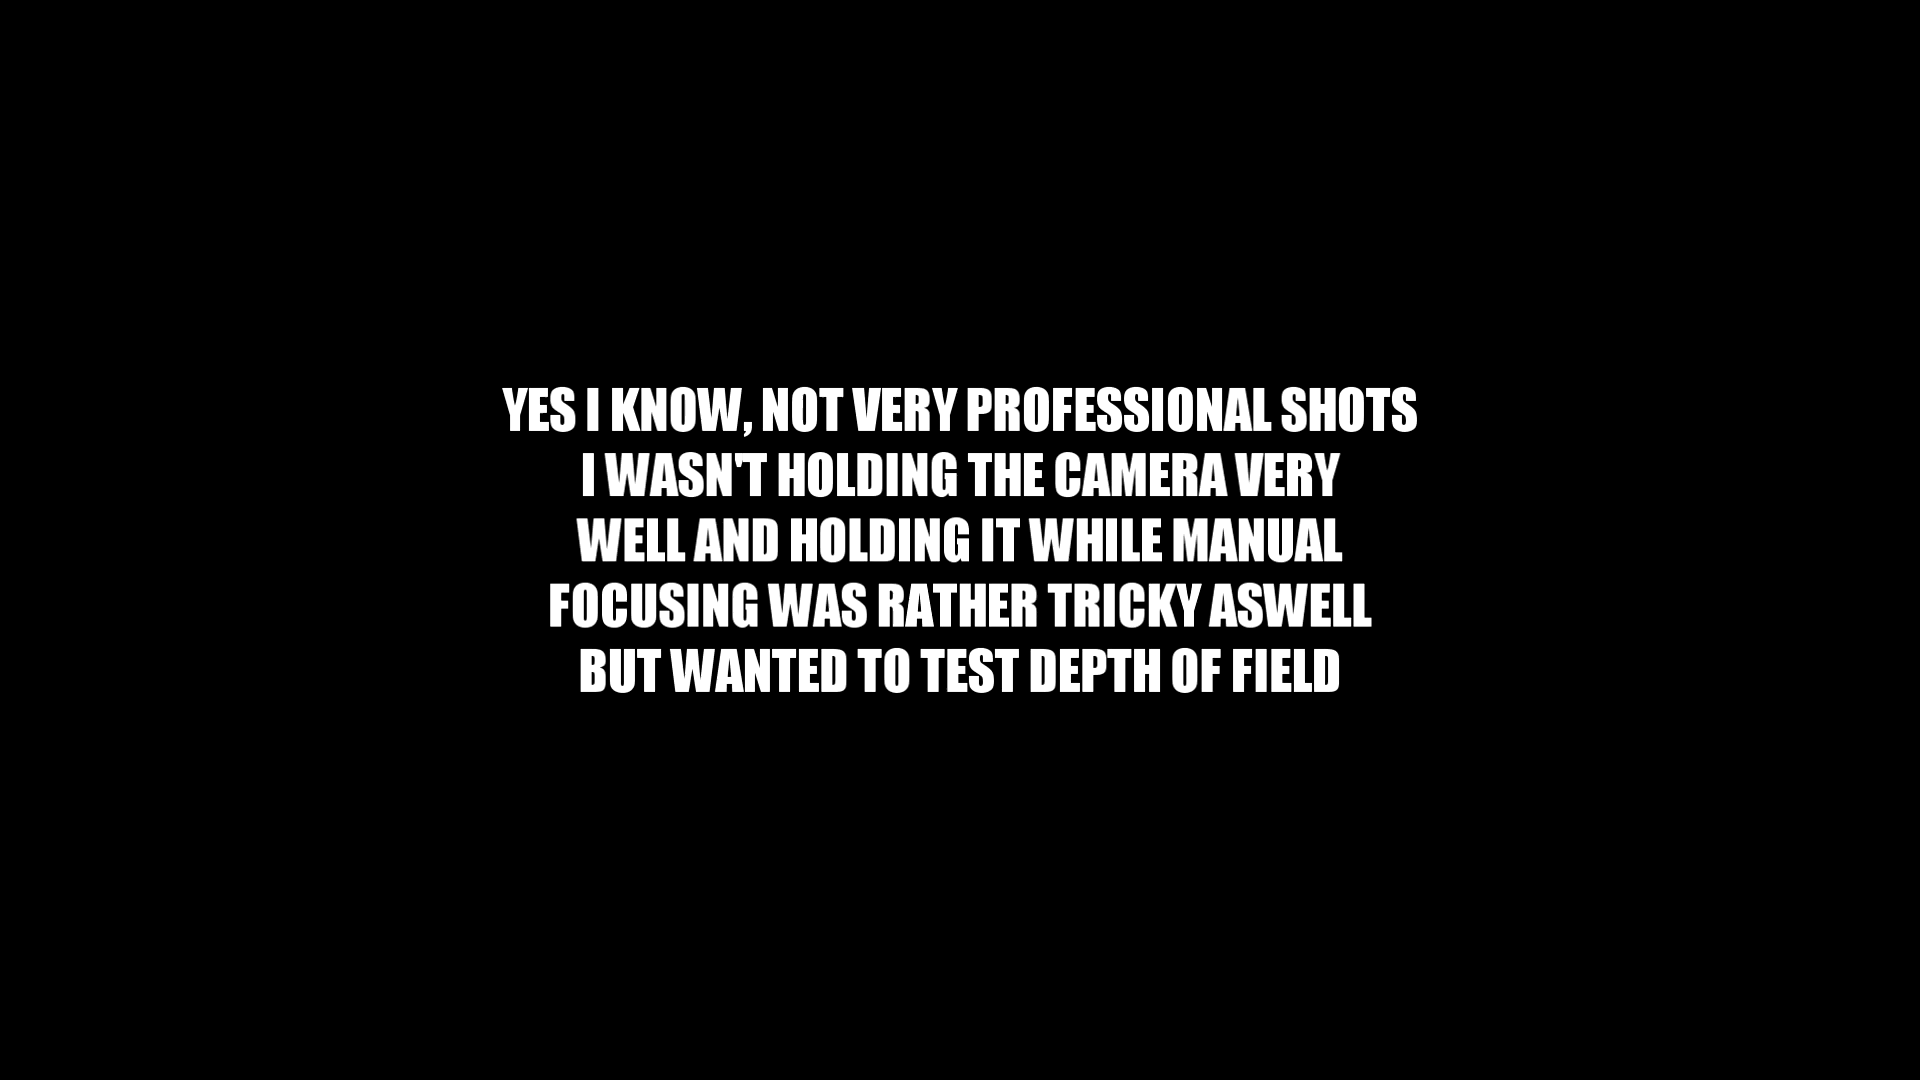 YES I KNOW, NOT VERY PROFESSIONAL SHOTS
I WASN'T HOLDING THE CAMERA VERY
WELL AND HOLDING IT WHILE MANUAL
FOCUSING WAS RATHER TRICKY ASWELL
BUT WANTED TO TEST DEPTH OF FIELD